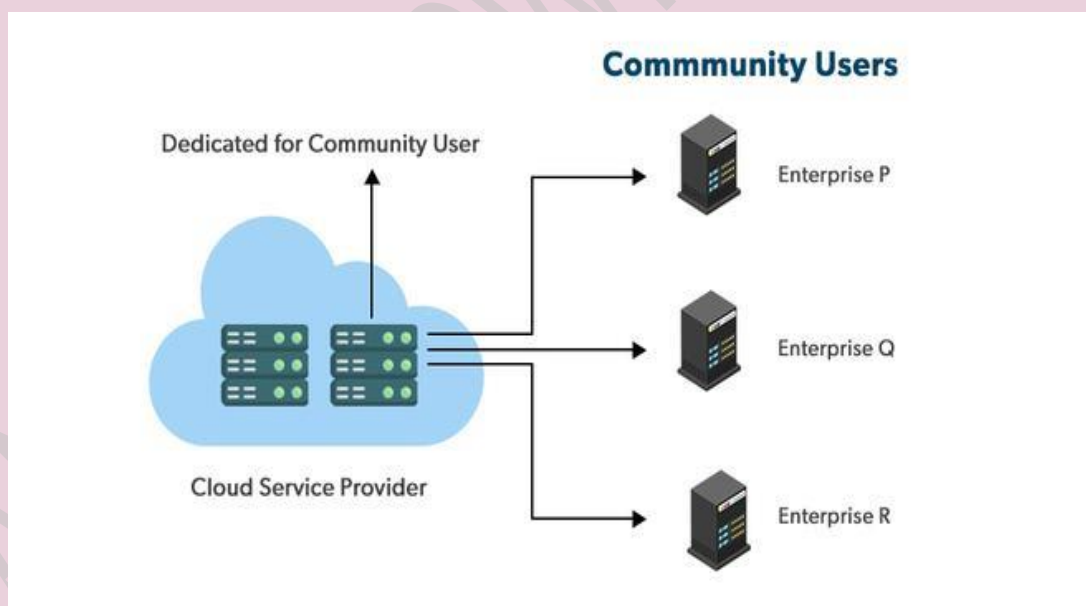 Commmunity Users
Dedicated for Community User
Enterprise P
Enterprise Q
Cloud Service Provider
Enterprise R